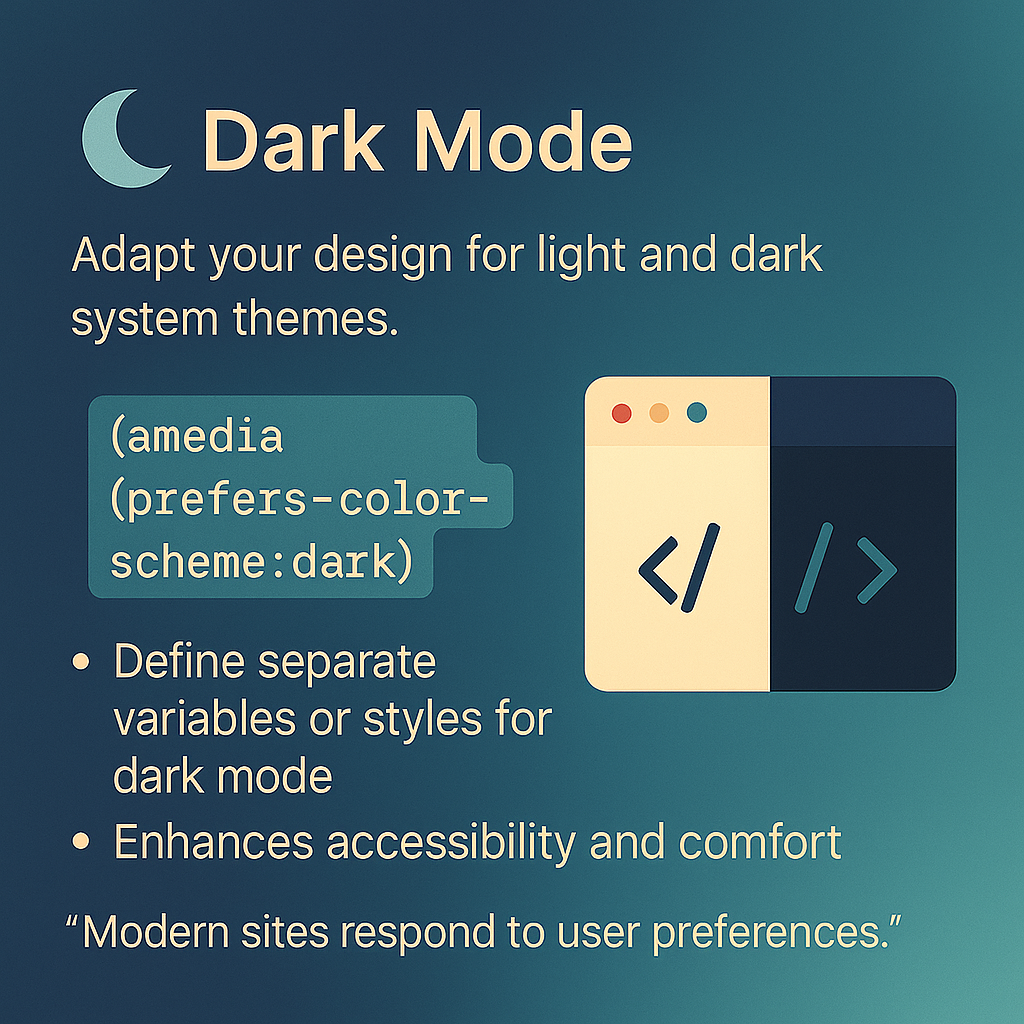 Dark Mode
Adapt your design for light and dark
system themes.
(amedia
(prefers-color-
scheme:dark)
</ />
• Define separate
variables or styles for
dark mode
• Enhances accessibility and comfort
“Modern sites respond to user preferences.”